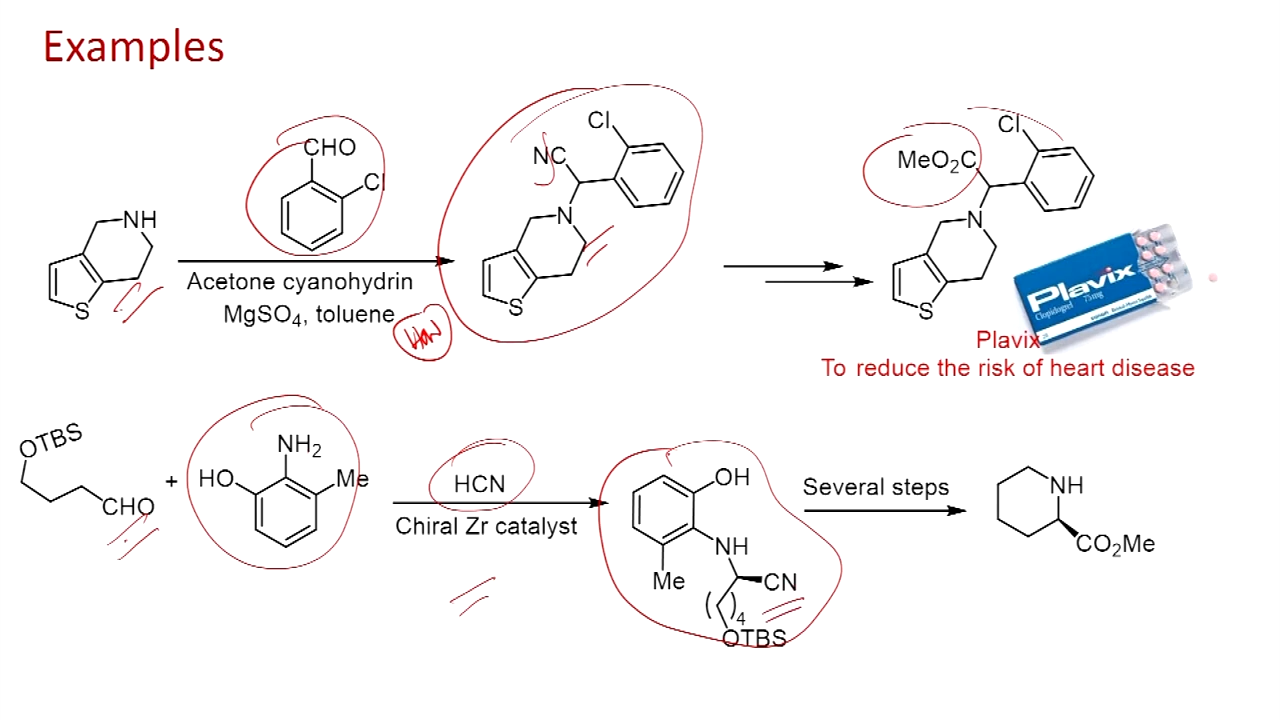 Examples
CHO
Cl
NH
S
Acetone cyanohydrin
MgSO4, toluene
Cl
NC
N
S
Cl
MeO2C
N
S
Plavix
75mg
Clopidogrel
Plavix
To reduce the risk of heart disease
OTBS
CHO
+
NH2
HO
Me
HCN
Chiral Zr catalyst
OH
NH
Me
CN
( )4
OTBS
Several steps
NH
CO2Me